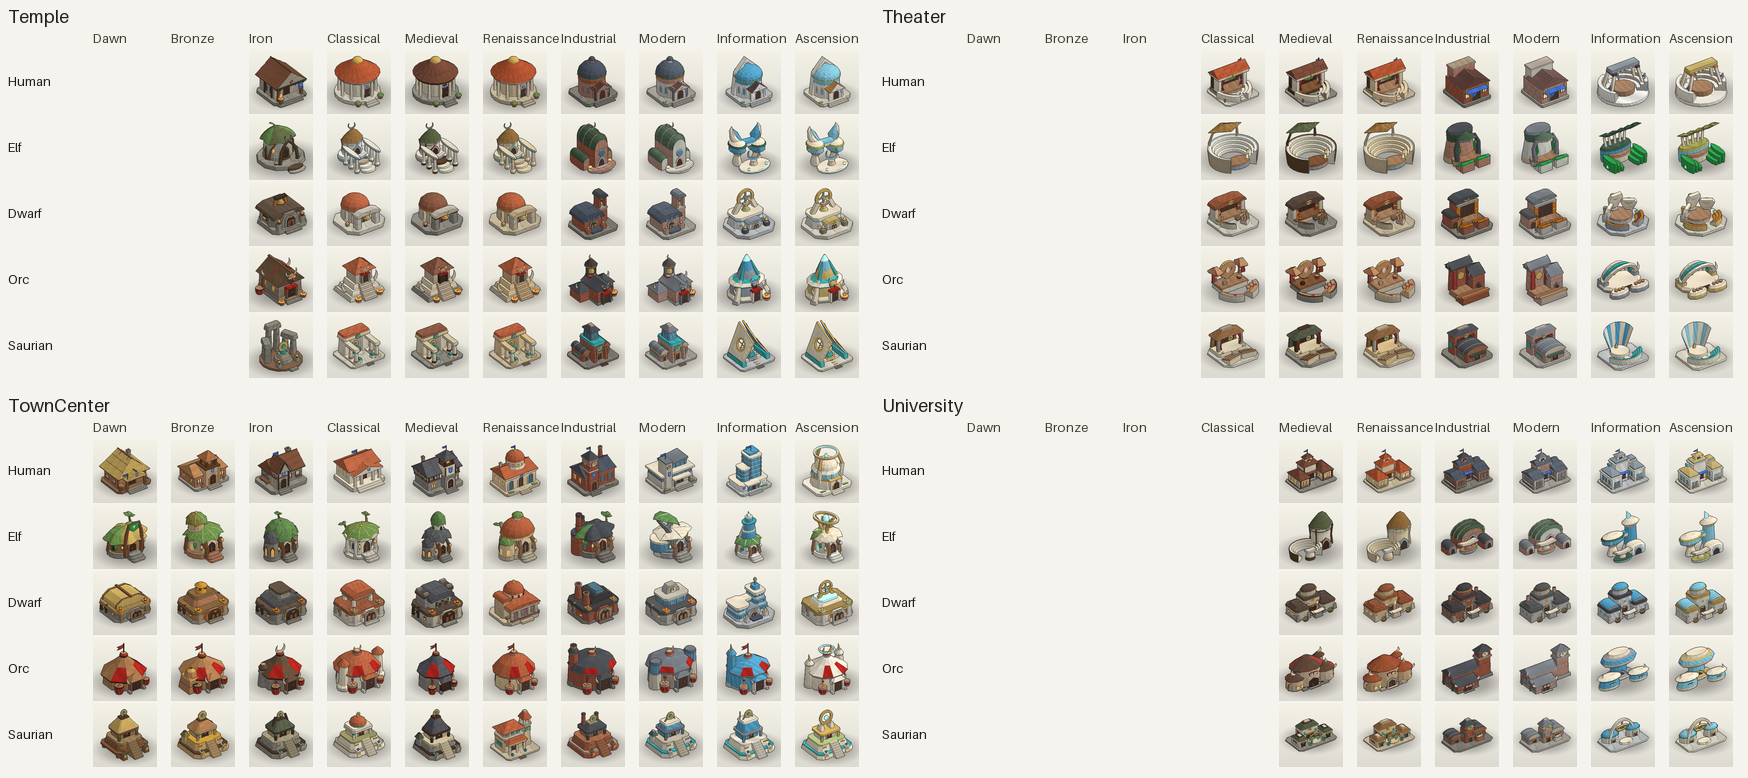 Temple
Dawn Bronze Iron Classical Medieval Renaissance Industrial Modern Information Ascension
Human
Elf
Dwarf
Orc
Saurian
Theater
Dawn Bronze Iron Classical Medieval Renaissance Industrial Modern Information Ascension
Human
Elf
Dwarf
Orc
Saurian
TownCenter
Dawn Bronze Iron Classical Medieval Renaissance Industrial Modern Information Ascension
Human
Elf
Dwarf
Orc
Saurian
University
Dawn Bronze Iron Classical Medieval Renaissance Industrial Modern Information Ascension
Human
Elf
Dwarf
Orc
Saurian